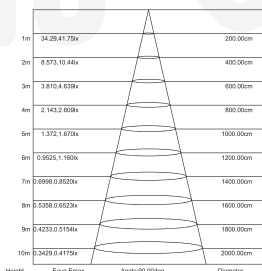 1m 34.29,41.75lx 200.00cm
2m 8.573,10.44lx 400.00cm
3m 3.810,4.639lx 600.00cm
4m 2.143,2.609lx 800.00cm
5m 1.372,1.670lx 1000.00cm
6m 0.9525,1.160lx 1200.00cm
7m 0.6998,0.8520lx 1400.00cm
8m 0.5358,0.6523lx 1600.00cm
9m 0.4233,0.5154lx 1800.00cm
10m 0.3429,0.4175lx 2000.00cm
Height Eavg,Emax Angle:90.00deg Diameter